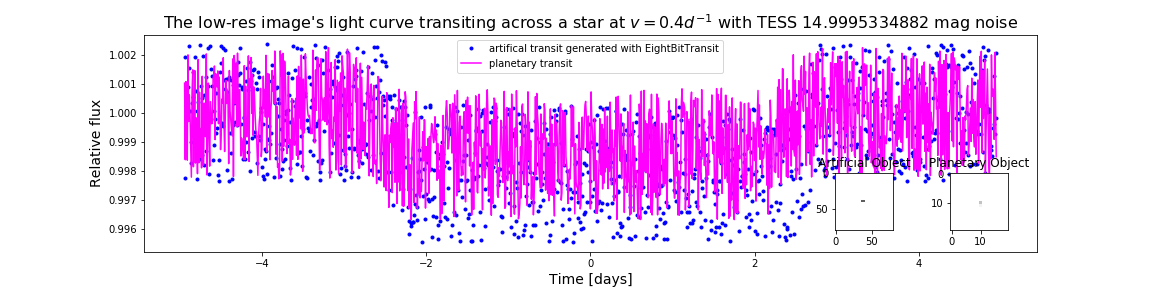 The low-res image's light curve transiting across a star at v = 0.4d⁻¹ with TESS 14.9995334882 mag noise
artifical transit generated with EightBitTransit
planetary transit
Relative flux
1.002
1.001
1.000
0.999
0.998
0.997
0.996
−4
−2
0
2
4
Time [days]
Artificial Object
0
50
0
50
Planetary Object
0
10
0
10